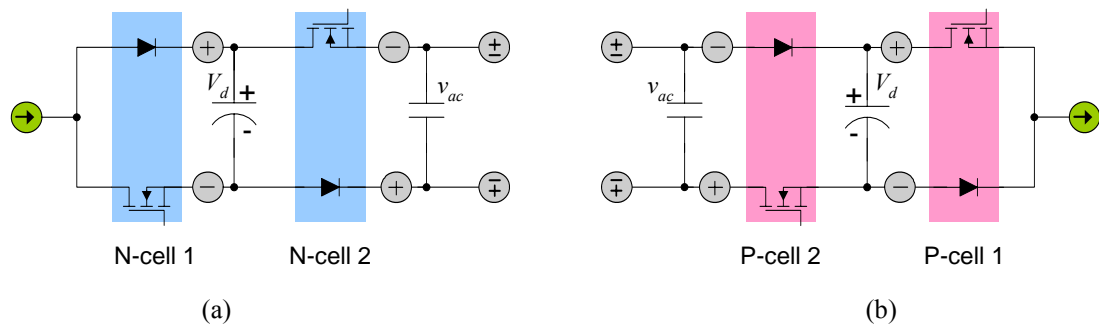 + - ± +
V_d + v_ac v_ac + V_d
-
-
- + ∓ ∓ + -
N-cell 1 N-cell 2 P-cell 2 P-cell 1
(a) (b)